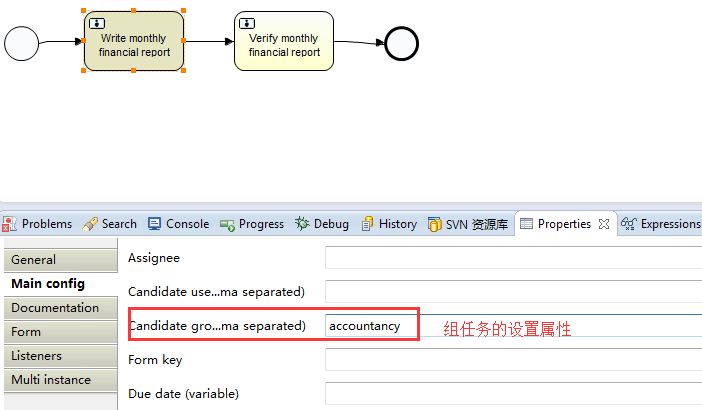 Write monthly
financial report
Verify monthly
financial report
Problems Search Console Progress Debug History SVN 资源库 Properties Expressions
General
Main config
Documentation
Form
Listeners
Multi instance
Assignee
Candidate use...ma separated)
Candidate gro...ma separated) accountancy 组任务的设置属性
Form key
Due date (variable)